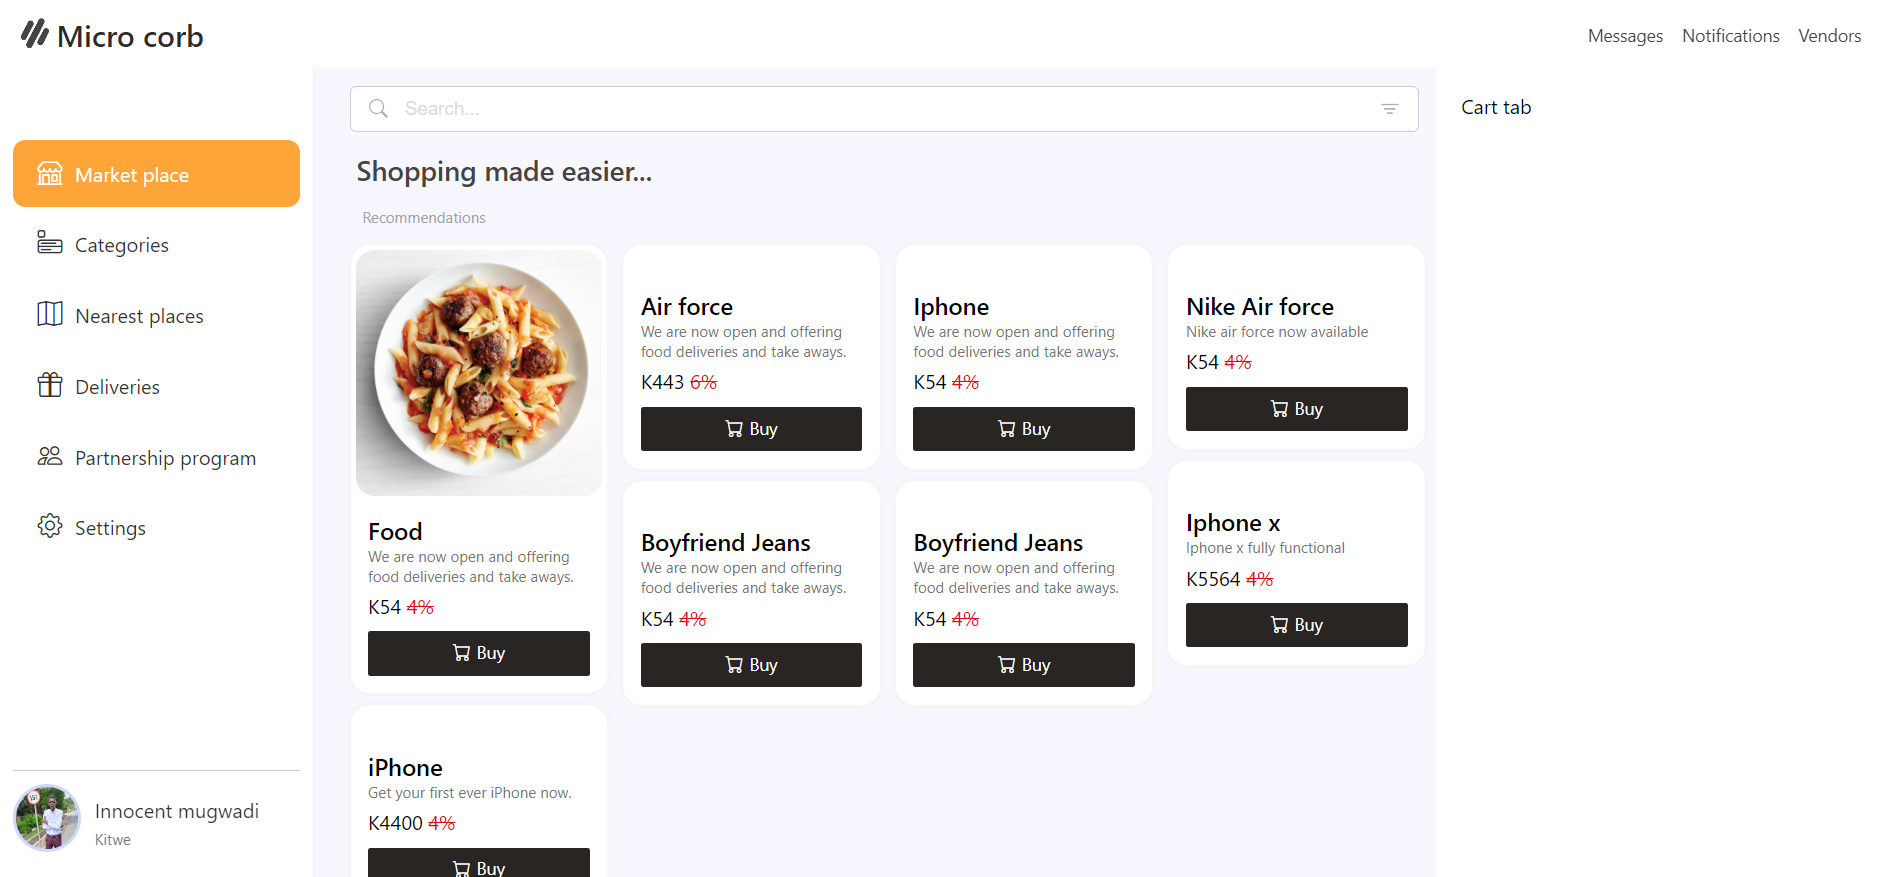 Micro corb
Messages
Notifications
Vendors
Market place
Categories
Nearest places
Deliveries
Partnership program
Settings
Innocent mugwadi
Kitwe
Search...
Shopping made easier...
Recommendations
Food
We are now open and offering
food deliveries and take aways.
K54 4%
Buy
iPhone
Get your first ever iPhone now.
K4400 4%
Buy
Air force
We are now open and offering
food deliveries and take aways.
K443 6%
Buy
Boyfriend Jeans
We are now open and offering
food deliveries and take aways.
K54 4%
Buy
Iphone
We are now open and offering
food deliveries and take aways.
K54 4%
Buy
Boyfriend Jeans
We are now open and offering
food deliveries and take aways.
K54 4%
Buy
Nike Air force
Nike air force now available
K54 4%
Buy
Iphone x
Iphone x fully functional
K5564 4%
Buy
Cart tab